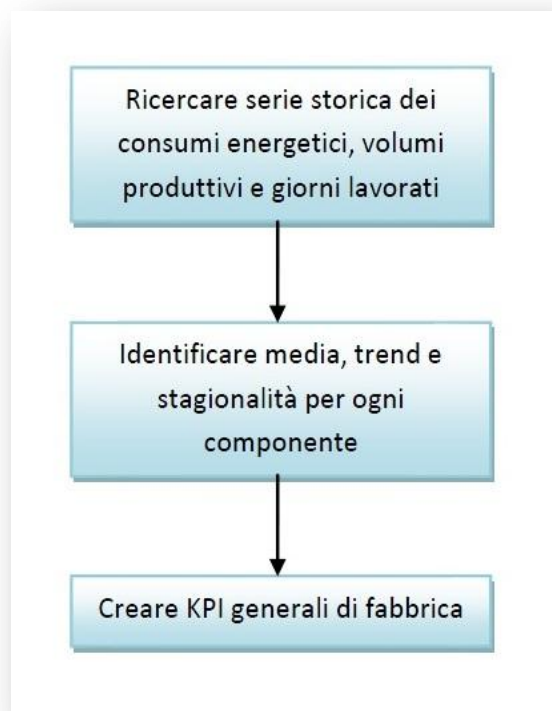 Ricercare serie storica dei
consumi energetici, volumi
produttivi e giorni lavorati
Identificare media, trend e
stagionalità per ogni
componente
Creare KPI generali di fabbrica